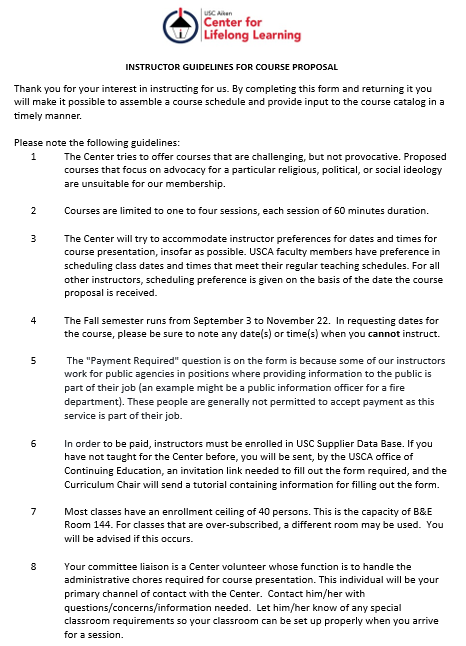 USC Aiken
Center for
Lifelong Learning
INSTRUCTOR GUIDELINES FOR COURSE PROPOSAL
Thank you for your interest in instructing for us. By completing this form and returning it you
will make it possible to assemble a course schedule and provide input to the course catalog in a
timely manner.
Please note the following guidelines:
1 The Center tries to offer courses that are challenging, but not provocative. Proposed
courses that focus on advocacy for a particular religious, political, or social ideology
are unsuitable for our membership.
2 Courses are limited to one to four sessions, each session of 60 minutes duration.
3 The Center will try to accommodate instructor preferences for dates and times for
course presentation, insofar as possible. USCA faculty members have preference in
scheduling class dates and times that meet their regular teaching schedules. For all
other instructors, scheduling preference is given on the basis of the date the course
proposal is received.
4 The Fall semester runs from September 3 to November 22. In requesting dates for
the course, please be sure to note any date(s) or time(s) when you cannot instruct.
5 The "Payment Required" question is on the form is because some of our instructors
work for public agencies in positions where providing information to the public is
part of their job (an example might be a public information officer for a fire
department). These people are generally not permitted to accept payment as this
service is part of their job.
6 In order to be paid, instructors must be enrolled in USC Supplier Data Base. If you
have not taught for the Center before, you will be sent, by the USCA office of
Continuing Education, an invitation link needed to fill out the form required, and the
Curriculum Chair will send a tutorial containing information for filling out the form.
7 Most classes have an enrollment ceiling of 40 persons. This is the capacity of B&E
Room 144. For classes that are over-subscribed, a different room may be used. You
will be advised if this occurs.
8 Your committee liaison is a Center volunteer whose function is to handle the
administrative chores required for course presentation. This individual will be your
primary channel of contact with the Center. Contact him/her with
questions/concerns/information needed. Let him/her know of any special
classroom requirements so your classroom can be set up properly when you arrive
for a session.